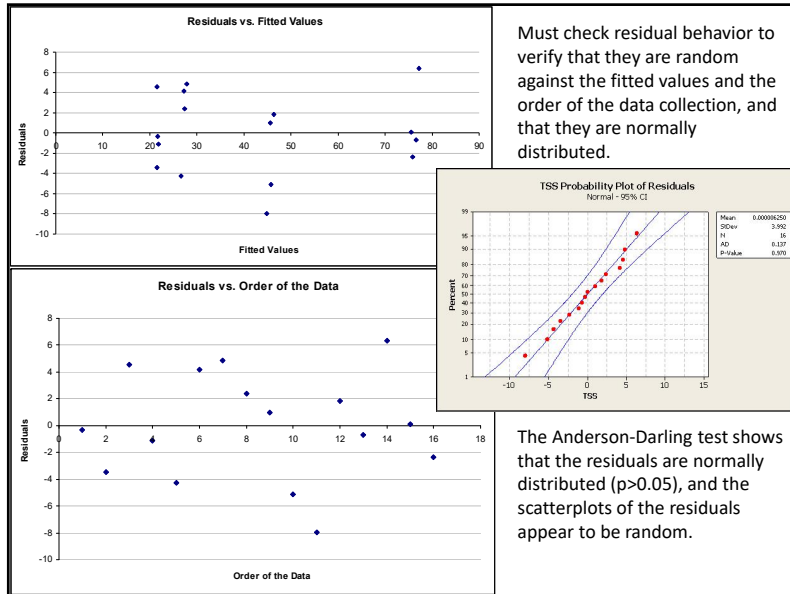 Residuals vs. Fitted Values
8
6
4
2
0
-2
-4
-6
-8
-10
0 10 20 30 40 50 60 70 80 90
Residuals
Fitted Values
Must check residual behavior to
verify that they are random
against the fitted values and the
order of the data collection, and
that they are normally
distributed.
TSS Probability Plot of Residuals
Normal - 95% CI
99
95
90
80
70
60
50
40
30
20
10
5
1
Percent
-10 -5 0 5 10 15
TSS
Mean 0.000006250
StDev 3.992
N 16
AD 0.137
P-Value 0.970
Residuals vs. Order of the Data
8
6
4
2
0
-2
-4
-6
-8
-10
0 2 4 6 8 10 12 14 16 18
Residuals
Order of the Data
The Anderson-Darling test shows
that the residuals are normally
distributed (p>0.05), and the
scatterplots of the residuals
appear to be random.